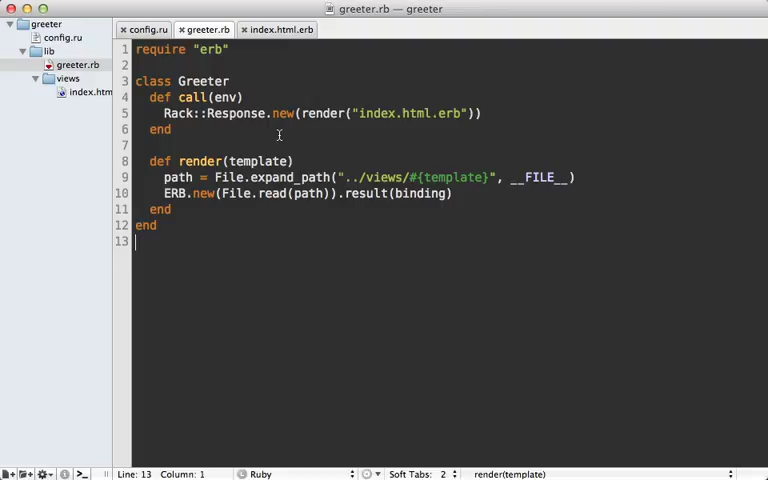 greeter.rb — greeter
greeter
config.ru
lib
greeter.rb
views
index.htm
config.ru
greeter.rb
index.html.erb
1 require "erb"
2
3 class Greeter
4 def call(env)
5 Rack::Response.new(render("index.html.erb"))
6 end
7
8 def render(template)
9 path = File.expand_path("../views/#{template}", __FILE__)
10 ERB.new(File.read(path)).result(binding)
11 end
12 end
13
Line: 13 Column: 1 Ruby Soft Tabs: 2 render(template)